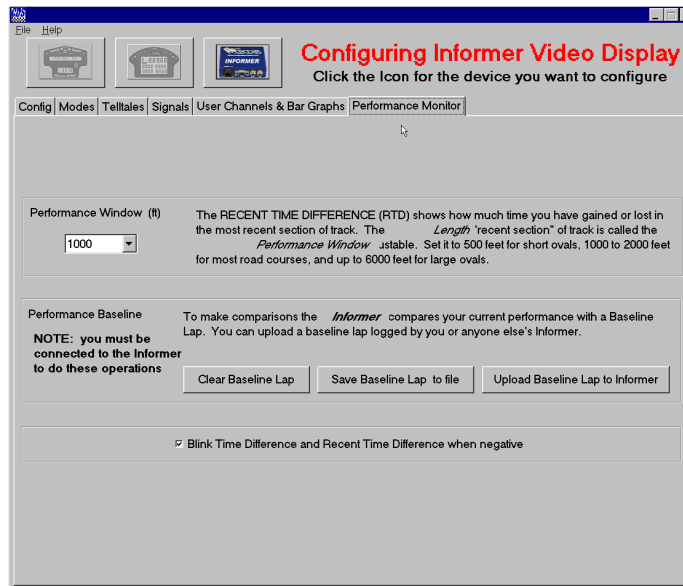 File Help
INFORMER
Configuring Informer Video Display
Click the Icon for the device you want to configure
Config Modes Telltales Signals User Channels & Bar Graphs Performance Monitor
Performance Window (ft)
1000
The RECENT TIME DIFFERENCE (RTD) shows how much time you have gained or lost in
the most recent section of track. The Length 'recent section" of track is called the
Performance Window ustable. Set it to 500 feet for short ovals, 1000 to 2000 feet
for most road courses, and up to 6000 feet for large ovals.
Performance Baseline
NOTE: you must be
connected to the Informer
to do these operations
To make comparisons the Informer compares your current performance with a Baseline
Lap. You can upload a baseline lap logged by you or anyone else's Informer.
Clear Baseline Lap Save Baseline Lap to file Upload Baseline Lap to Informer
Blink Time Difference and Recent Time Difference when negative